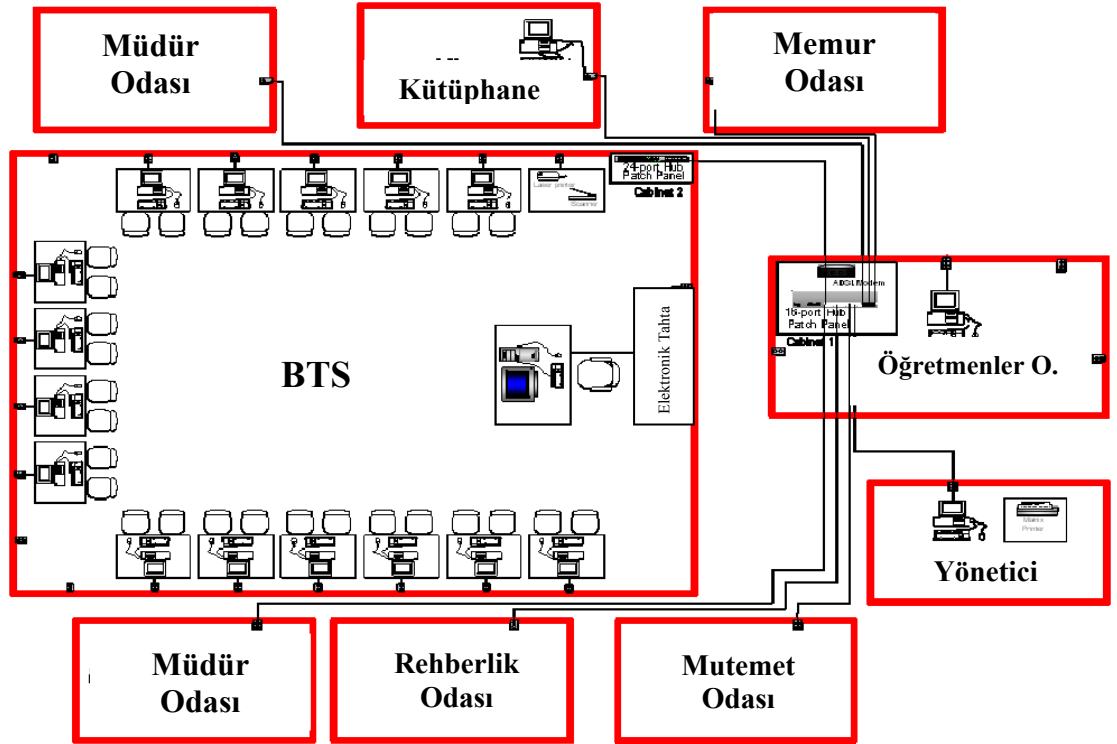 Müdür
Odası
Kütüphane
Memur
Odası
24-port Hub
Patch Panel
Cabinet 2
Laser printer
Scanner
ADSL Modem
16-port Hub
Patch Panel
Cabinet 1
Öğretmenler O.
BTS
Elektronik Tahta
Matrix
Printer
Yönetici
Müdür
Odası
Rehberlik
Odası
Mutemet
Odası